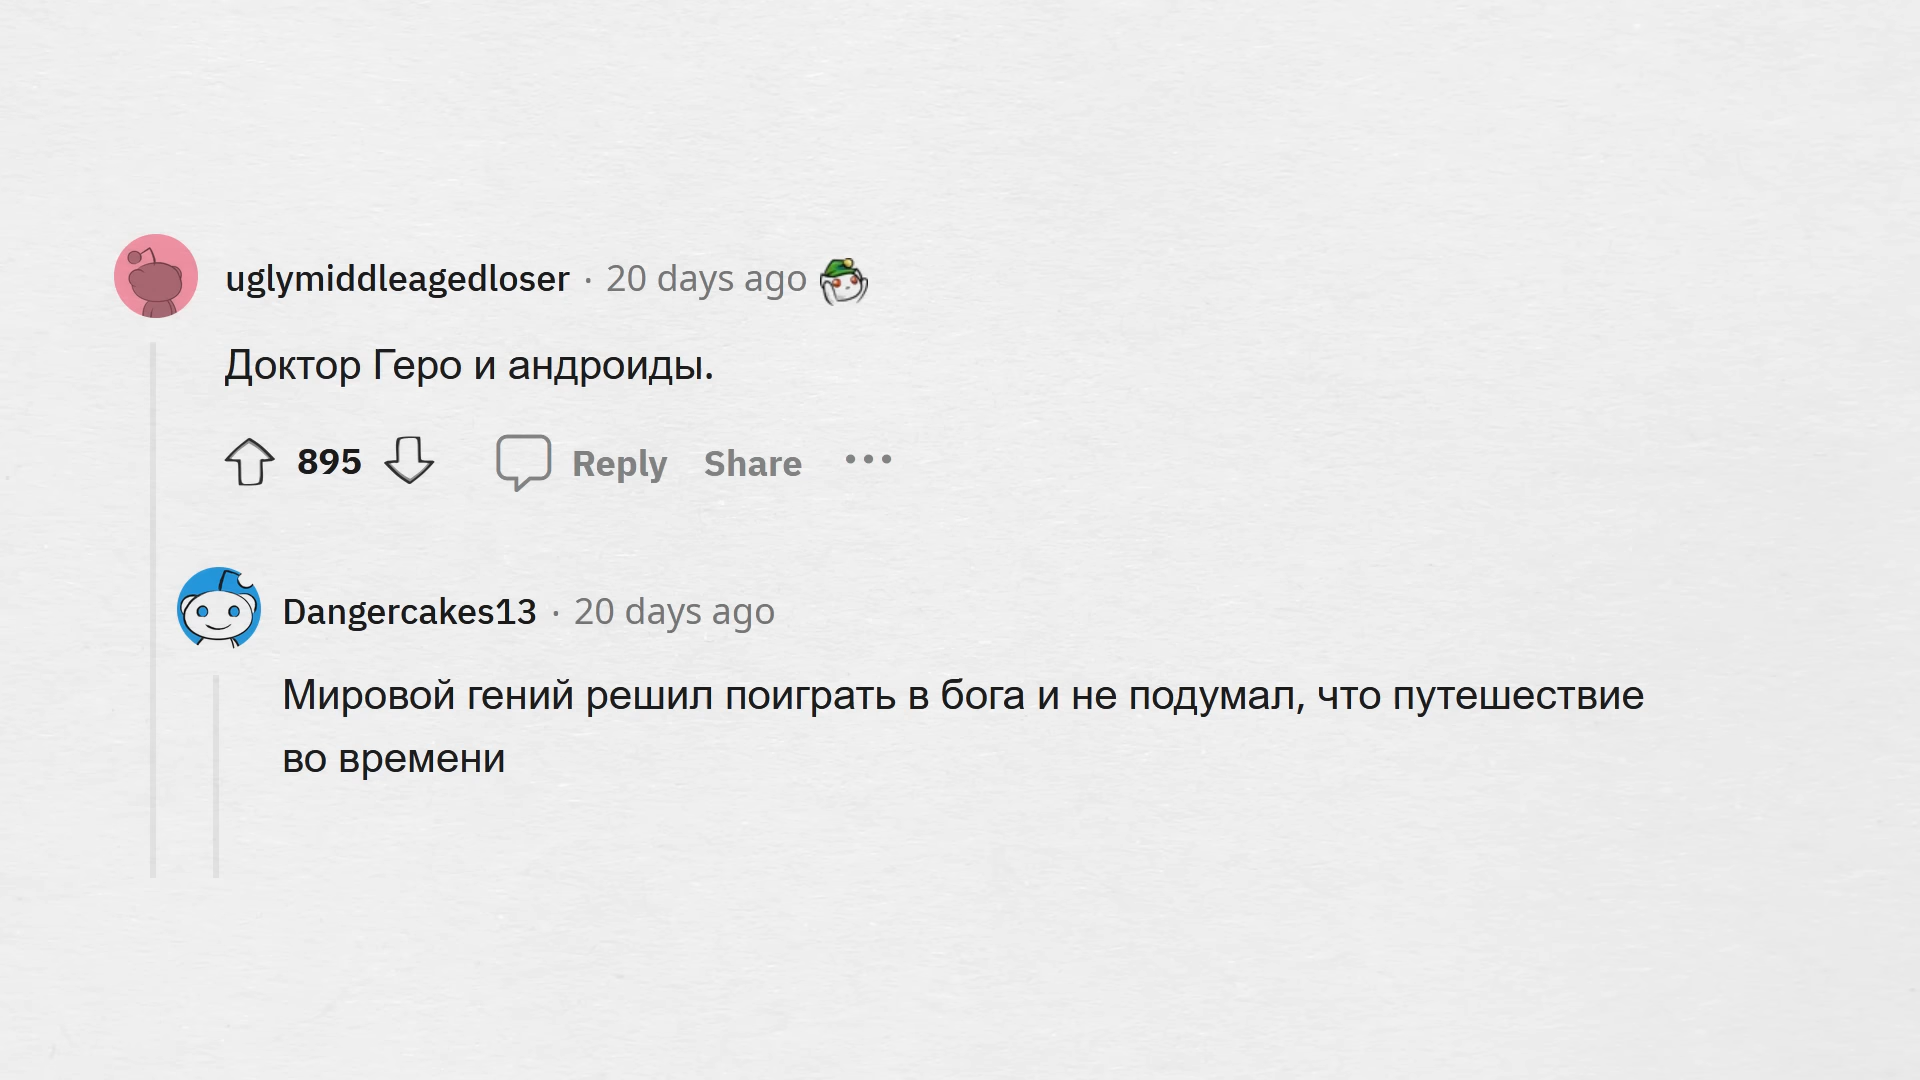 uglymiddleagedloser · 20 days ago
Доктор Геро и андроиды.
895 Reply Share •••
Dangercakes13 · 20 days ago
Мировой гений решил поиграть в бога и не подумал, что путешествие
во времени